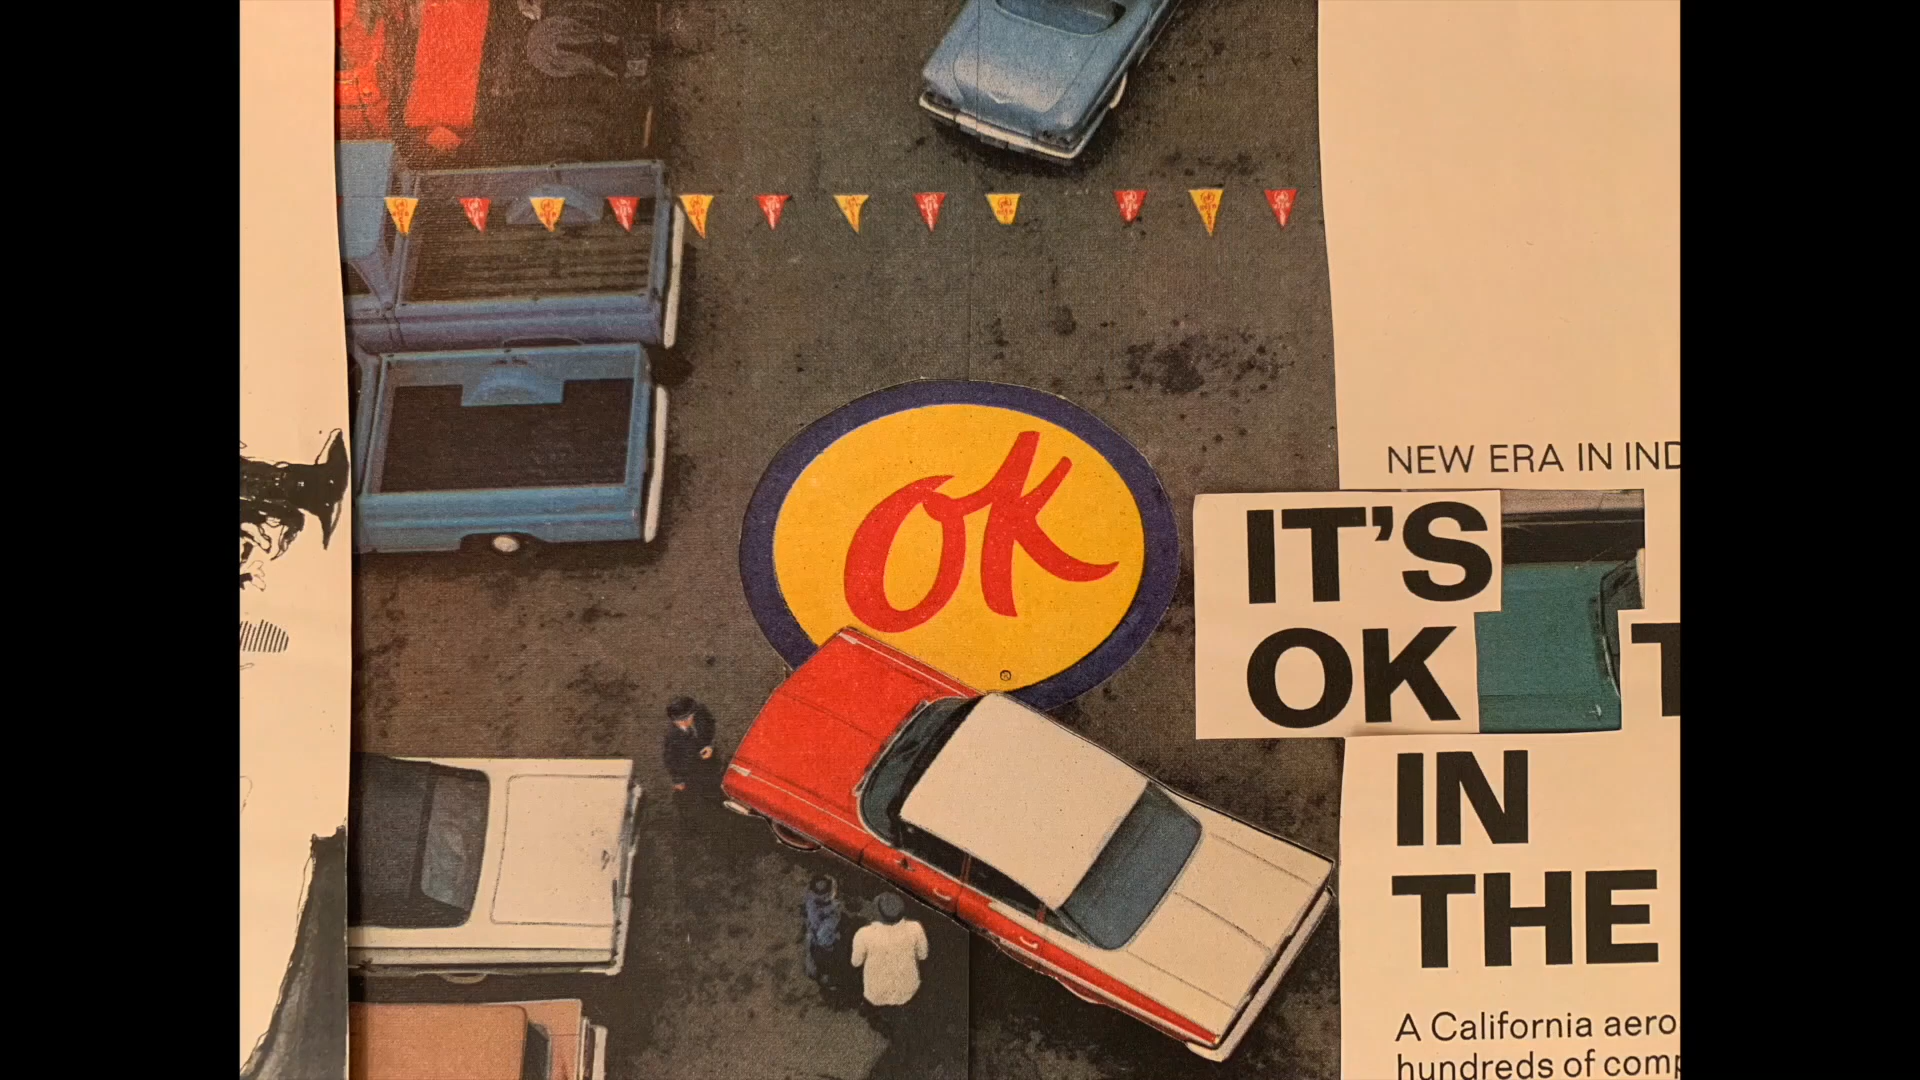 OK
NEW ERA IN IND
IT'S
OK T
IN
THE
A California aero
hundreds of comp